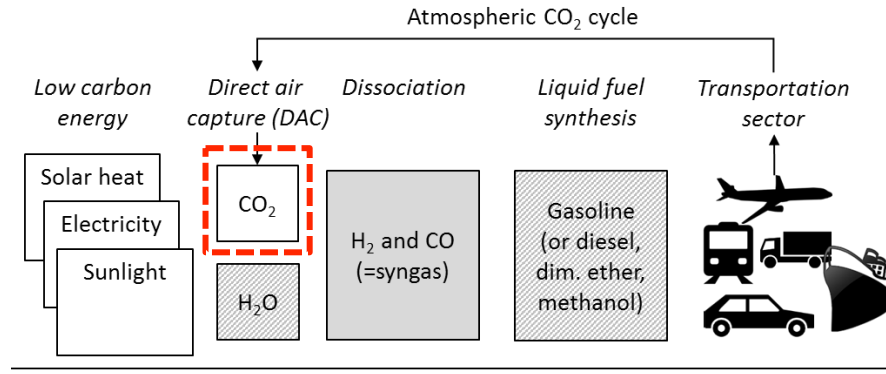 Atmospheric CO₂ cycle
Low carbon
energy
Direct air
capture (DAC)
Dissociation
Liquid fuel
synthesis
Transportation
sector
Solar heat
Electricity
Sunlight
CO₂
H₂O
H₂ and CO
(=syngas)
Gasoline
(or diesel,
dim. ether,
methanol)